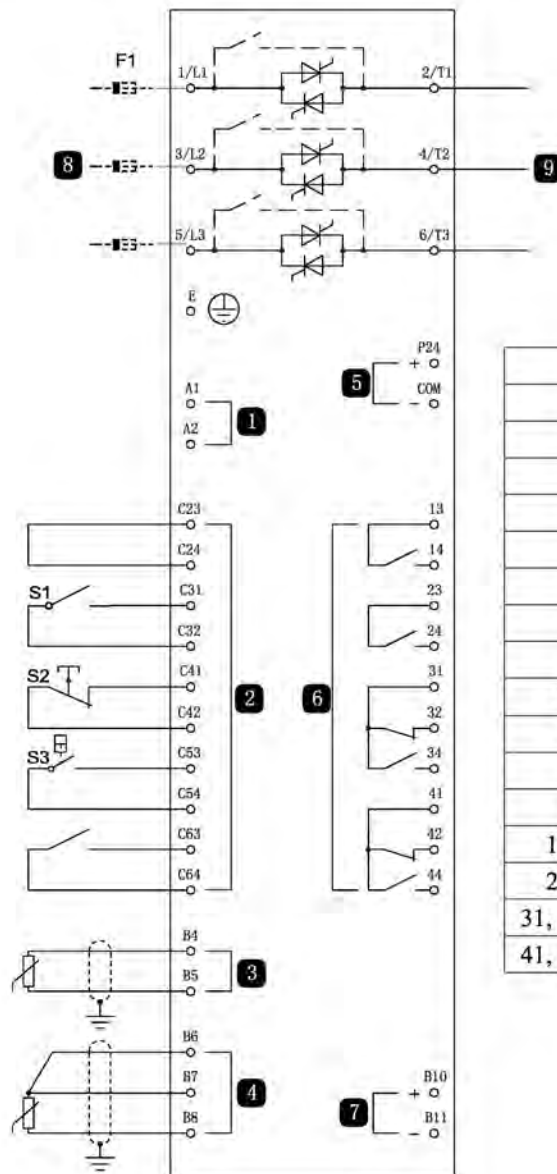 F1
1/L1
2/T1
8
3/L2
4/T2
9
5/L3
6/T3
E
P24
5
+
COM
-
A1
1
A2
C23
13
C24
14
S1
C31
23
C32
24
S2
C41
2
6
31
C42
32
S3
C53
34
C54
41
C63
42
C64
44
1
2
31,
41,
B4
3
B5
B6
B7
4
B8
7
+
B10
-
B11